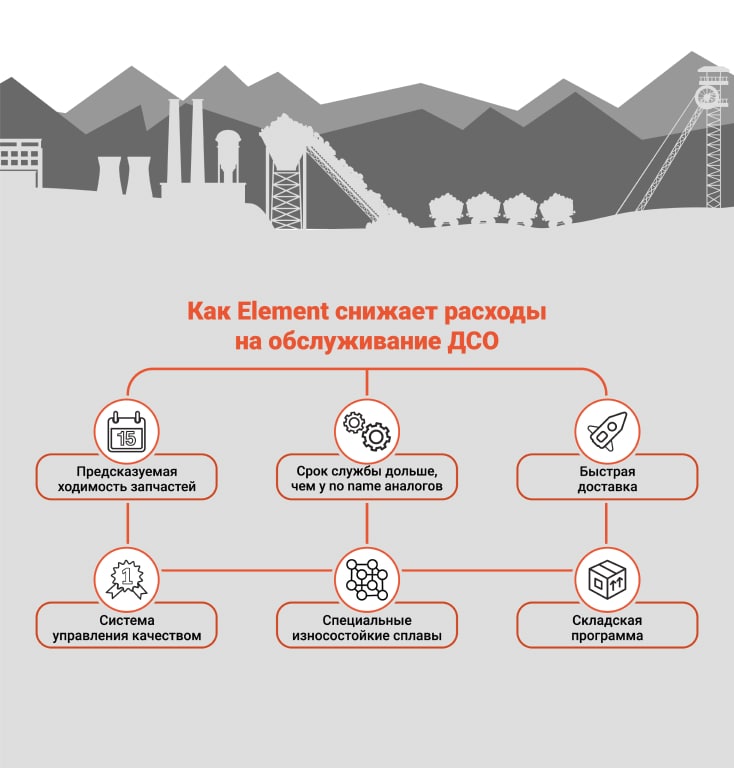 Как Element снижает расходы
на обслуживание ДСО
15
Предсказуемая
ходимость запчастей
Срок службы дольше,
чем у no name аналогов
Быстрая
доставка
1
Система
управления качеством
Специальные
износостойкие сплавы
Складская
программа